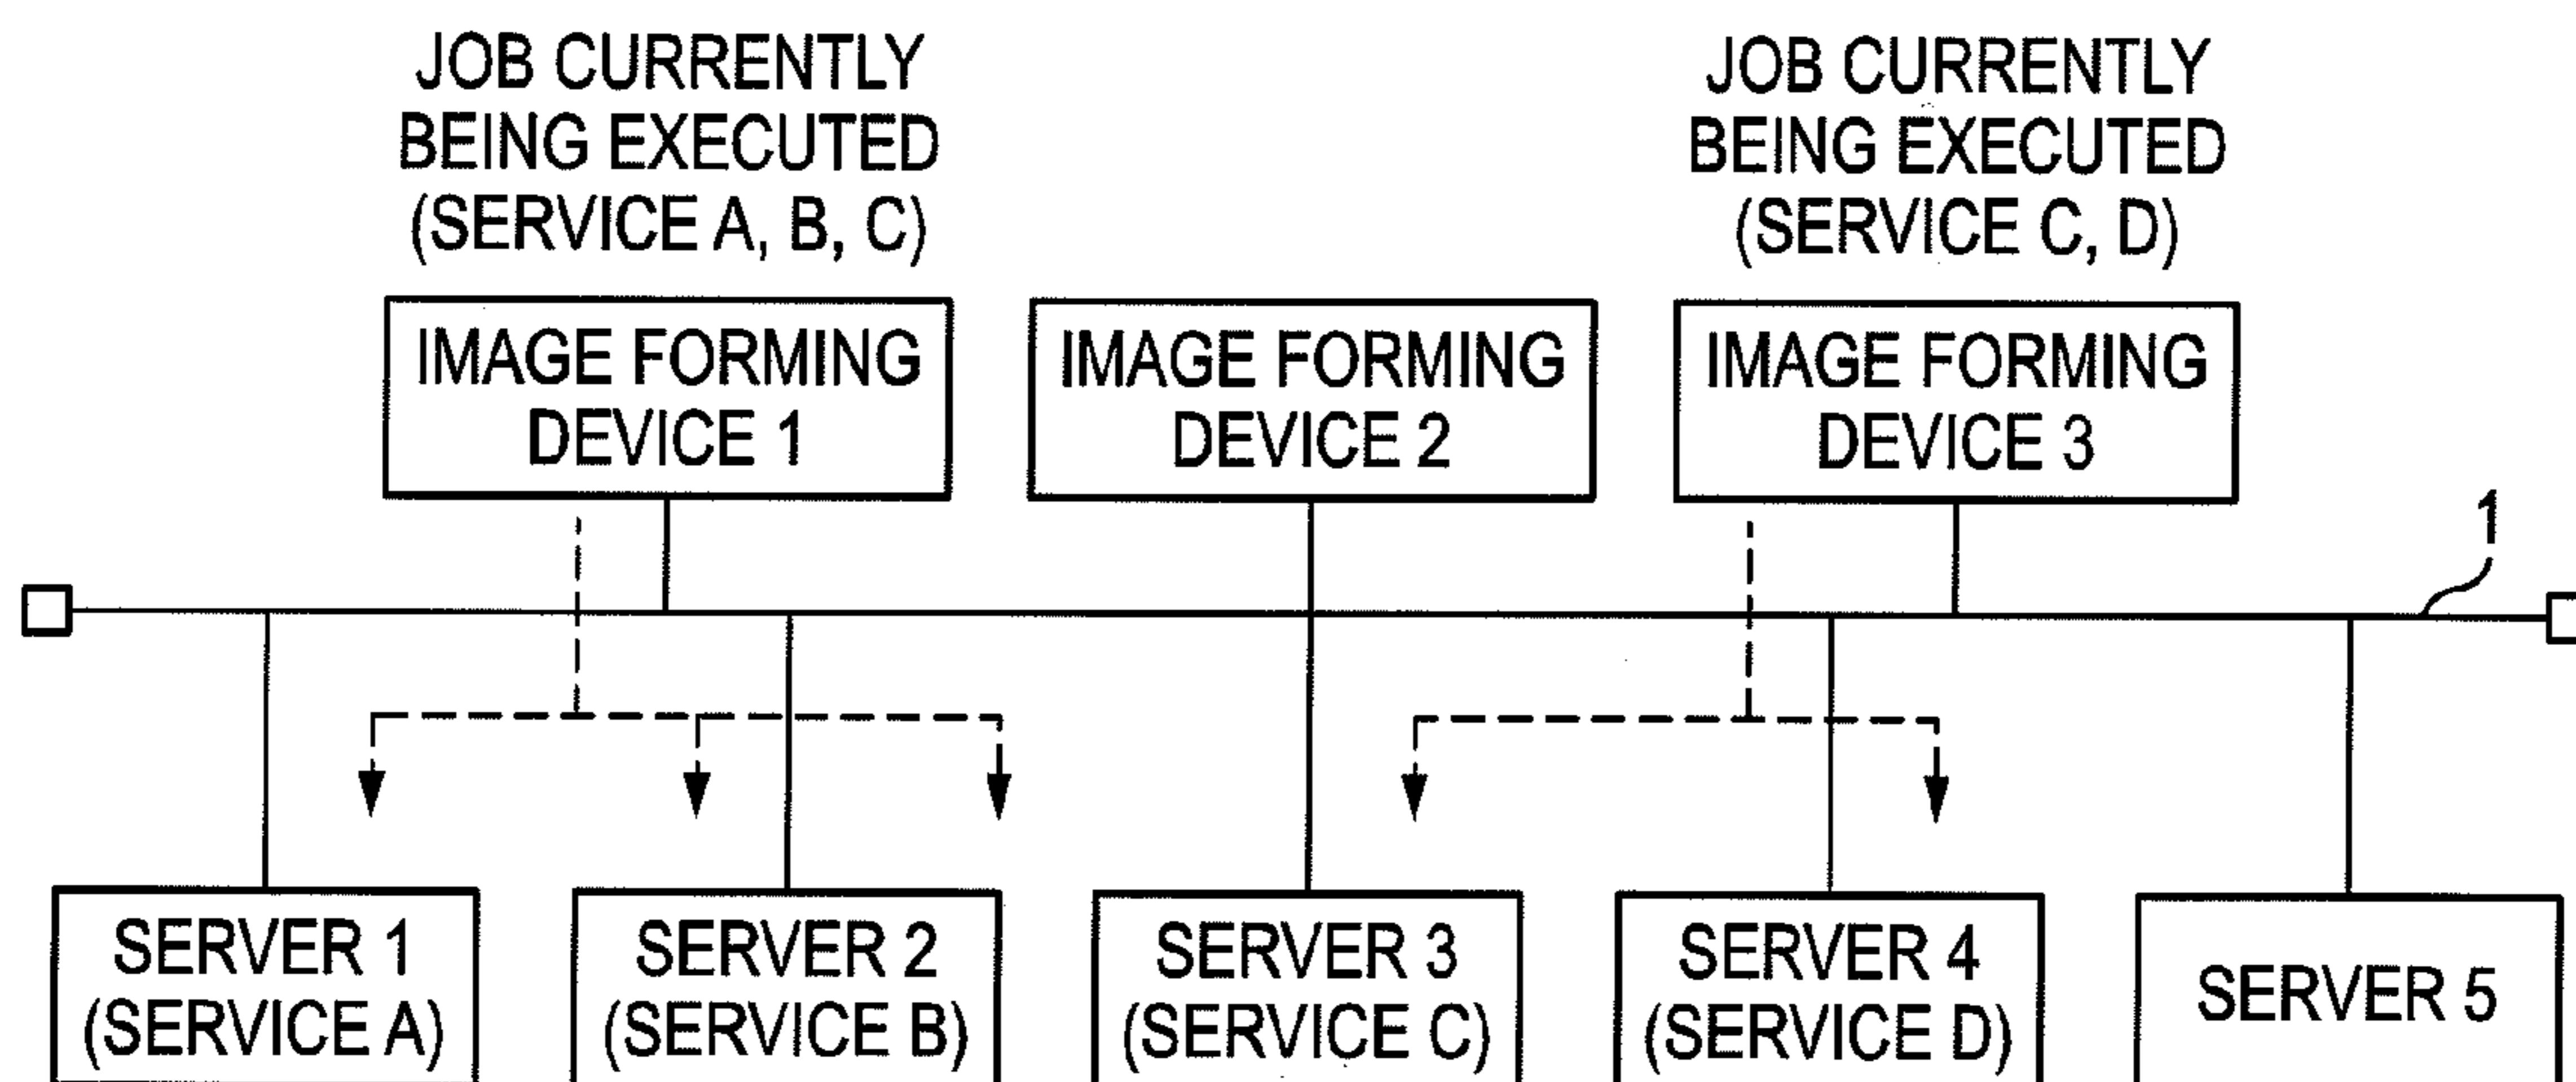 JOB CURRENTLY
BEING EXECUTED
(SERVICE A, B, C)
JOB CURRENTLY
BEING EXECUTED
(SERVICE C, D)
IMAGE FORMING
DEVICE 1
IMAGE FORMING
DEVICE 2
IMAGE FORMING
DEVICE 3
1
SERVER 1
(SERVICE A)
SERVER 2
(SERVICE B)
SERVER 3
(SERVICE C)
SERVER 4
(SERVICE D)
SERVER 5